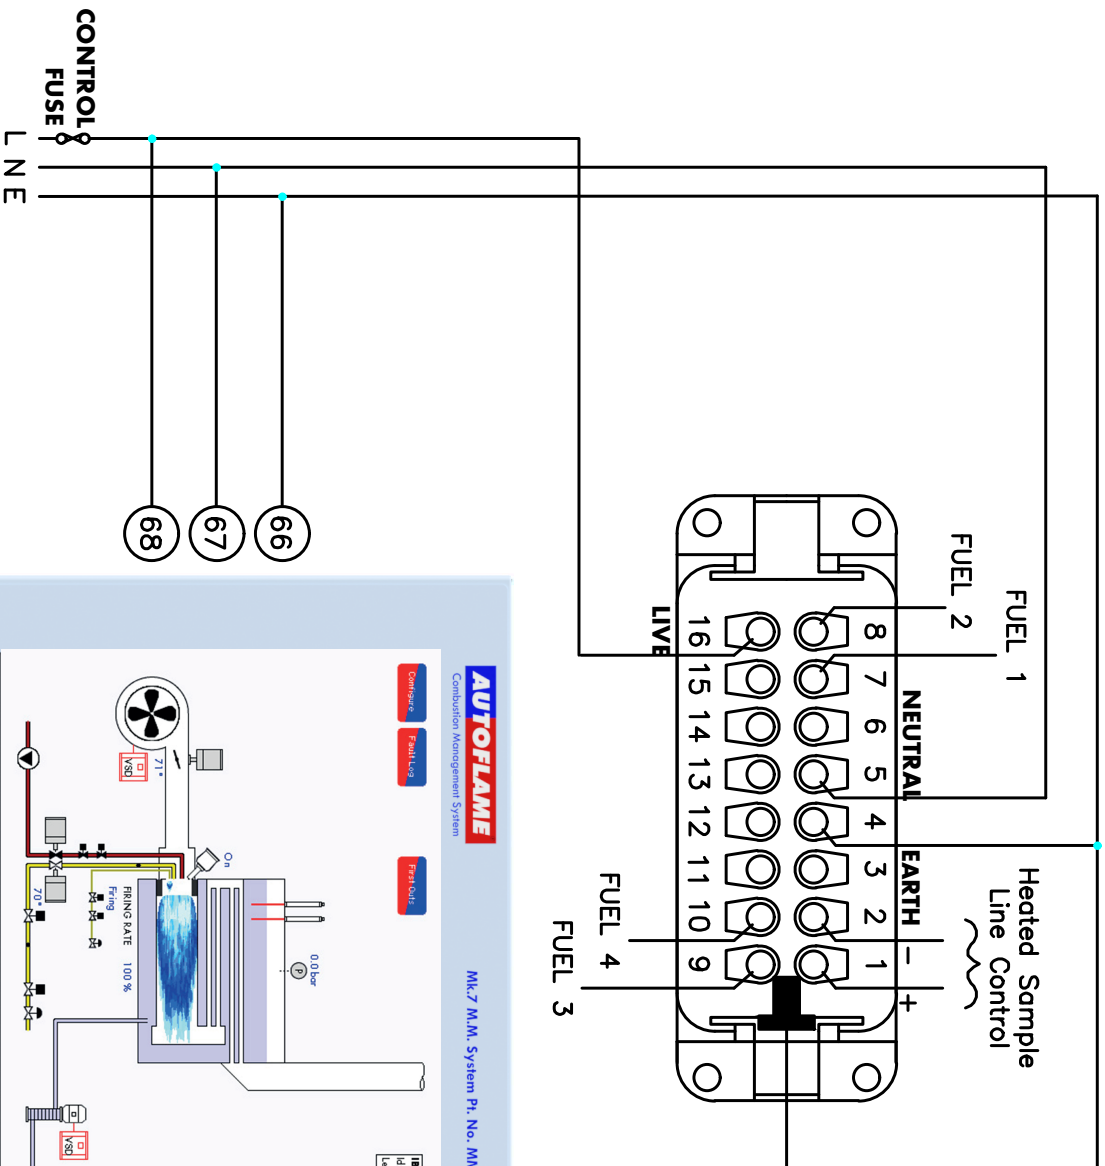 CONTROL
FUSE
L
N
E
68
67
66
FUEL 2
FUEL 1
LIVE
NEUTRAL
EARTH
- +
Heated Sample
Line Control
8 7 6 5 4 3 2 1
16 15 14 13 12 11 10 9
FUEL 4
FUEL 3
AUTOFLAME
Combustion Management System
Mk.7 M.M. System Pt. No. MM
Configure
Fault Log
First Outs
71°
VSD
On
70°
Firing
FIRING RATE 100 %
0.0 bar
P
VSD
Id